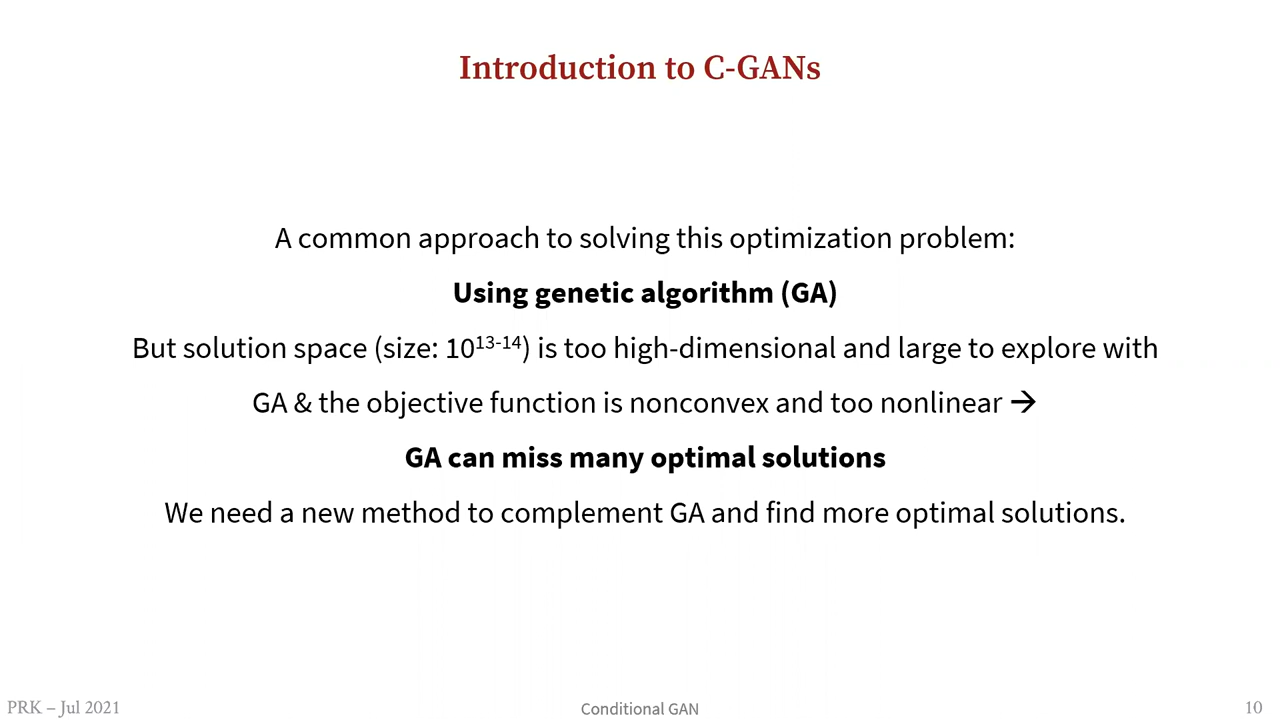 Introduction to C-GANs
A common approach to solving this optimization problem:
Using genetic algorithm (GA)
But solution space (size: 10¹³⁻¹⁴) is too high-dimensional and large to explore with
GA & the objective function is nonconvex and too nonlinear →
GA can miss many optimal solutions
We need a new method to complement GA and find more optimal solutions.
PRK – Jul 2021
Conditional GAN
10